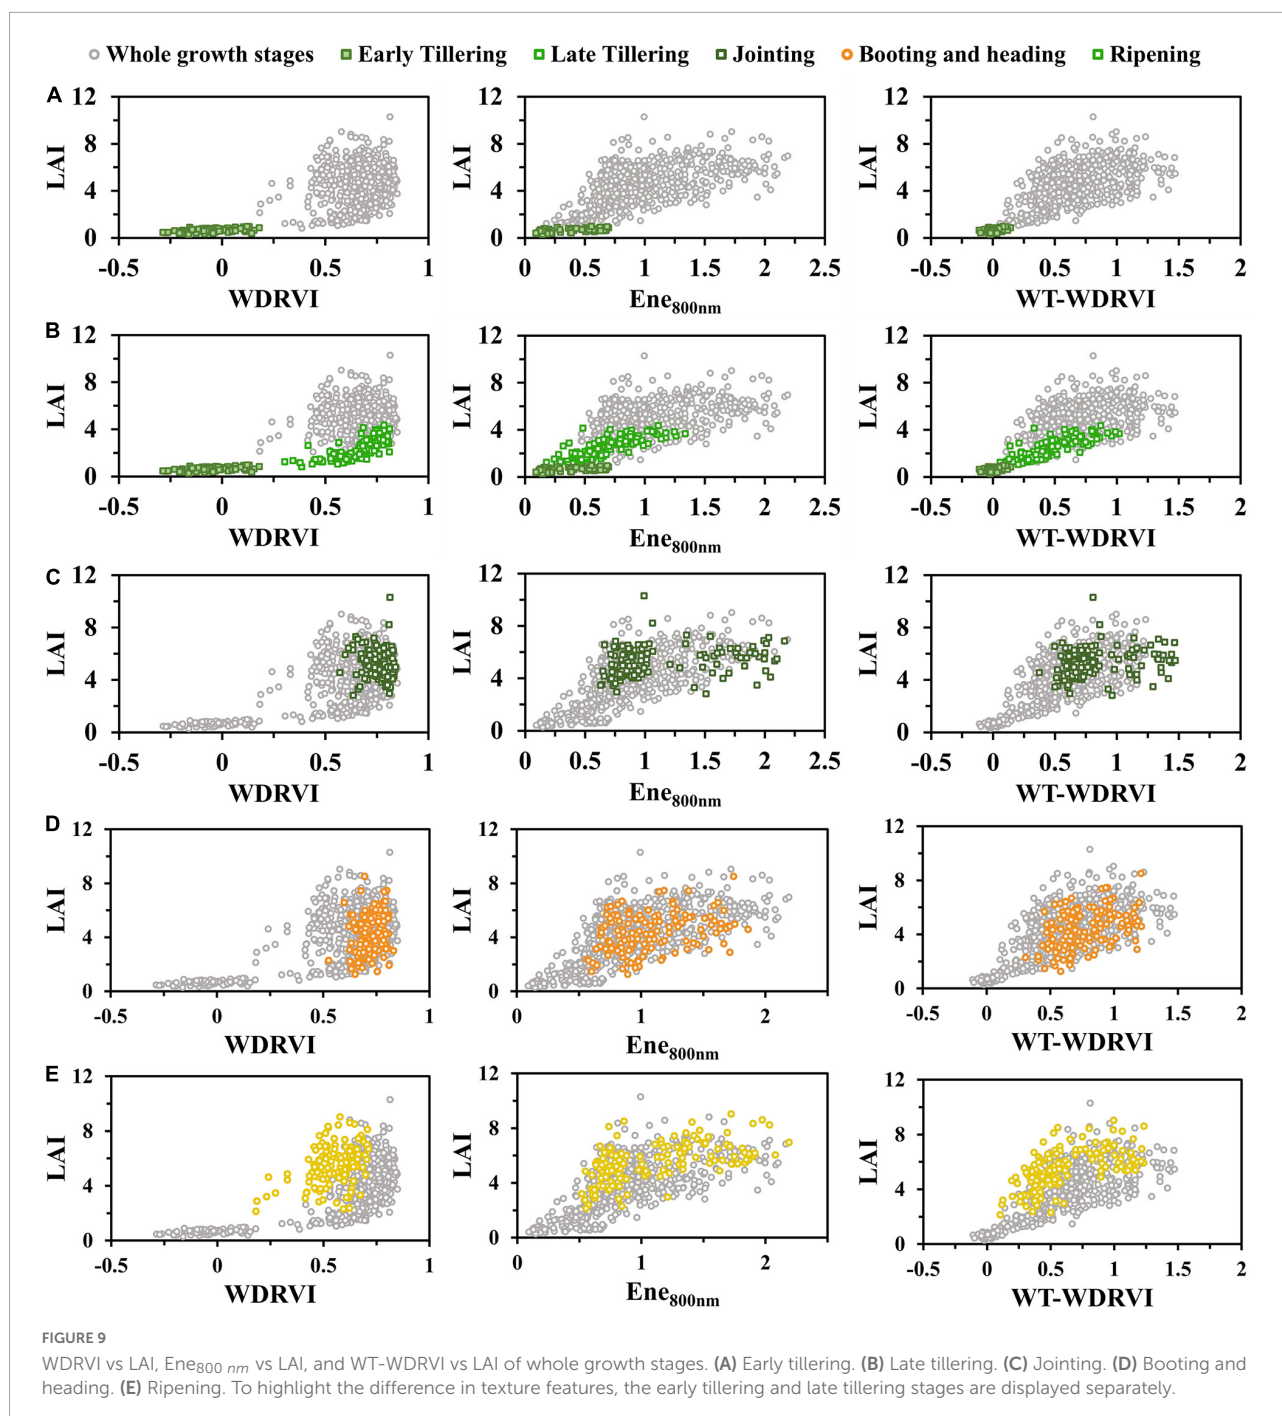 Whole growth stages Early Tillering Late Tillering Jointing Booting and heading Ripening
A
12 8 4 0
LAI
-0.5 0 0.5 1
WDRVI
12 8 4 0
LAI
0 0.5 1 1.5 2 2.5
Ene800nm
12 8 4 0
LAI
-0.5 0 0.5 1 1.5 2
WT-WDRVI
B
12 8 4 0
LAI
-0.5 0 0.5 1
WDRVI
12 8 4 0
LAI
0 0.5 1 1.5 2 2.5
Ene800nm
12 8 4 0
LAI
-0.5 0 0.5 1 1.5 2
WT-WDRVI
C
12 8 4 0
LAI
-0.5 0 0.5 1
WDRVI
12 8 4 0
LAI
0 0.5 1 1.5 2 2.5
Ene800nm
12 8 4 0
LAI
-0.5 0 0.5 1 1.5 2
WT-WDRVI
D
12 8 4 0
LAI
-0.5 0 0.5 1
WDRVI
12 8 4 0
LAI
0 1 2
Ene800nm
12 8 4 0
LAI
-0.5 0 0.5 1 1.5 2
WT-WDRVI
E
12 8 4 0
LAI
-0.5 0 0.5 1
WDRVI
12 8 4 0
LAI
0 1 2
Ene800nm
12 8 4 0
LAI
-0.5 0 0.5 1 1.5 2
WT-WDRVI
FIGURE 9
WDRVI vs LAI, Ene800 nm vs LAI, and WT-WDRVI vs LAI of whole growth stages. (A) Early tillering. (B) Late tillering. (C) Jointing. (D) Booting and
heading. (E) Ripening. To highlight the difference in texture features, the early tillering and late tillering stages are displayed separately.